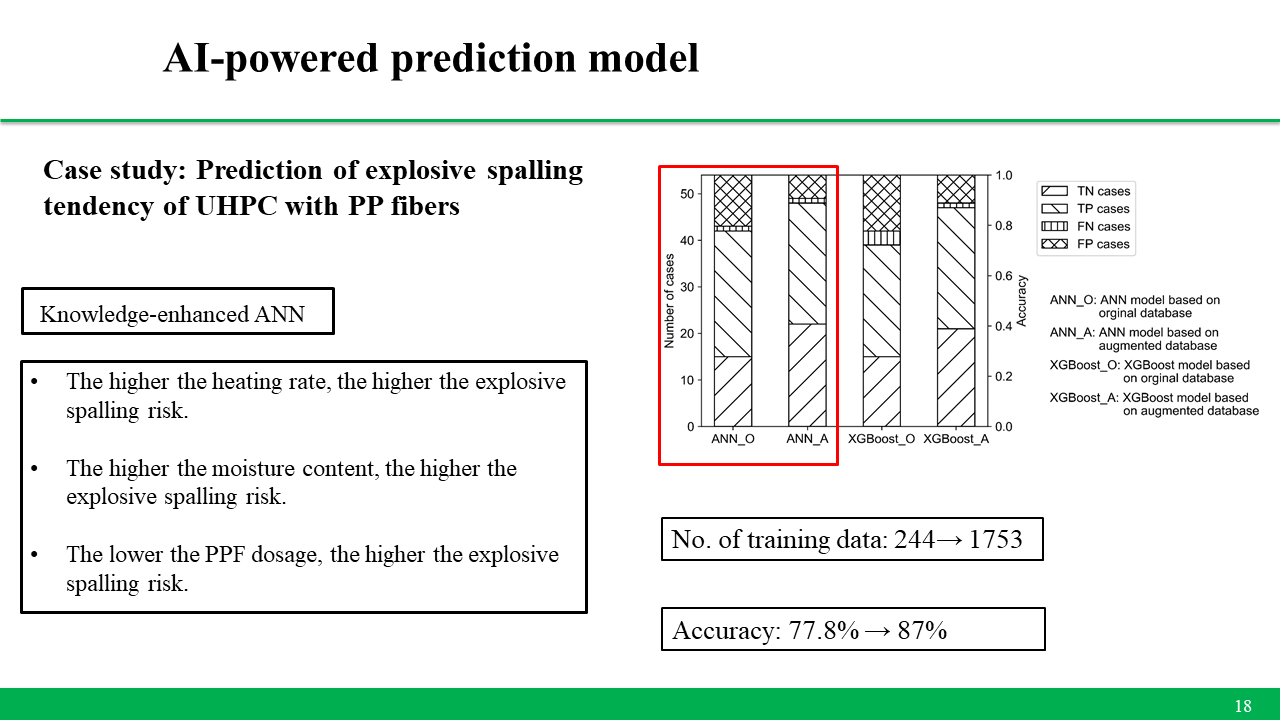 AI-powered prediction model
Case study: Prediction of explosive spalling
tendency of UHPC with PP fibers
Knowledge-enhanced ANN
• The higher the heating rate, the higher the explosive
spalling risk.
• The higher the moisture content, the higher the
explosive spalling risk.
• The lower the PPF dosage, the higher the explosive
spalling risk.
Number of cases
50
40
30
20
10
0
ANN_O
ANN_A
XGBoost_O
XGBoost_A
1.0
0.8
0.6
0.4
0.2
0.0
Accuracy
TN cases
TP cases
FN cases
FP cases
ANN_O: ANN model based on
orginal database
ANN_A: ANN model based on
augmented database
XGBoost_O: XGBoost model based
on orginal database
XGBoost_A: XGBoost model based
on augmented database
No. of training data: 244→ 1753
Accuracy: 77.8% → 87%
18